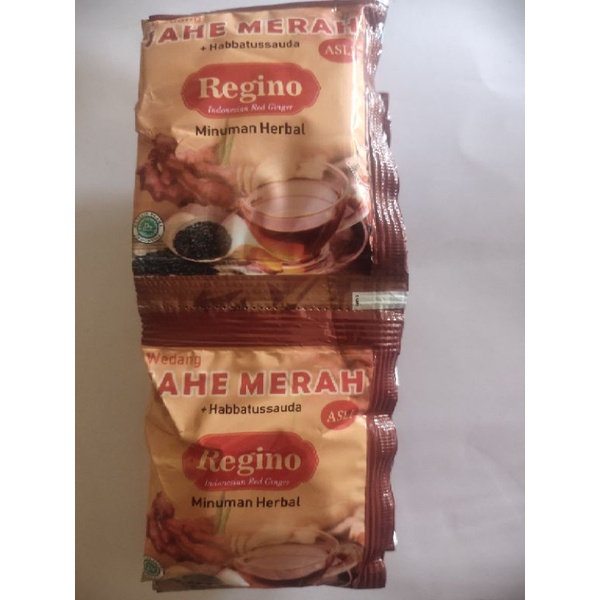 JAHE MERAH
+ Habbatussauda
ASLI
Regino
Indonesian Red Ginger
Minuman Herbal
Wedang
JAHE MERAH
+ Habbatussauda
ASLI
Regino
Indonesian Red Ginger
Minuman Herbal